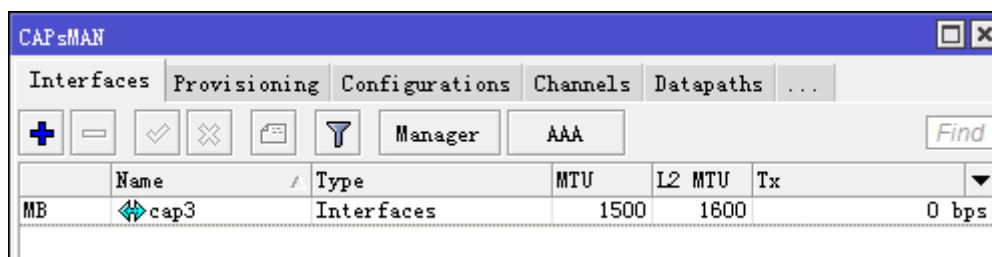 CAPsMAN
Interfaces Provisioning Configurations Channels Datapaths ...
Manager AAA Find
Name Type MTU L2 MTU Tx
MB cap3 Interfaces 1500 1600 0 bps